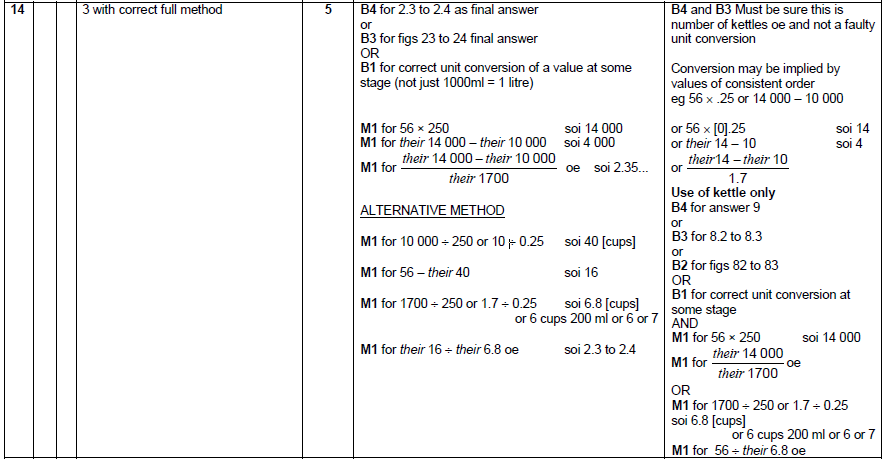 14
3 with correct full method
5
B4 for 2.3 to 2.4 as final answer
or
B3 for figs 23 to 24 final answer
OR
B1 for correct unit conversion of a value at some
stage (not just 1000ml = 1 litre)
M1 for 56 × 250 soi 14 000
M1 for their 14 000 – their 10 000 soi 4 000
M1 for their 14 000 – their 10 000 / their 1700 oe soi 2.35...
ALTERNATIVE METHOD
M1 for 10 000 ÷ 250 or 10 ÷ 0.25 soi 40 [cups]
M1 for 56 – their 40 soi 16
M1 for 1700 ÷ 250 or 1.7 ÷ 0.25 soi 6.8 [cups]
or 6 cups 200 ml or 6 or 7
M1 for their 16 ÷ their 6.8 oe soi 2.3 to 2.4
B4 and B3 Must be sure this is
number of kettles oe and not a faulty
unit conversion
Conversion may be implied by
values of consistent order
eg 56 × .25 or 14 000 – 10 000
or 56 × [0].25 soi 14
or their 14 – 10 soi 4
or their14 – their 10 / 1.7
Use of kettle only
B4 for answer 9
or
B3 for 8.2 to 8.3
or
B2 for figs 82 to 83
OR
B1 for correct unit conversion at
some stage
AND
M1 for 56 × 250 soi 14 000
M1 for their 14 000 / their 1700 oe
OR
M1 for 1700 ÷ 250 or 1.7 ÷ 0.25
soi 6.8 [cups]
or 6 cups 200 ml or 6 or 7
M1 for 56 ÷ their 6.8 oe